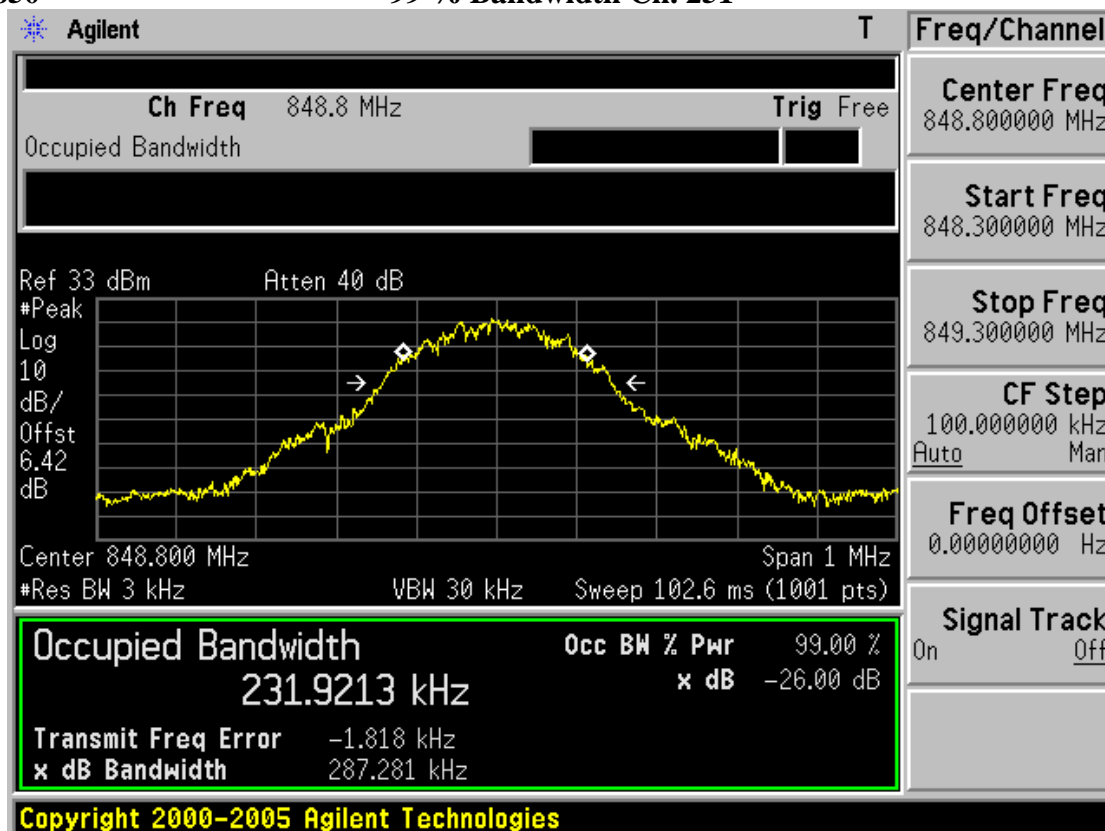 Agilent T Freq/Channel
Ch Freq 848.8 MHz Trig Free
Occupied Bandwidth
Center Freq
848.800000 MHz
Start Freq
848.300000 MHz
Stop Freq
849.300000 MHz
CF Step
100.000000 kHz
Auto Man
Freq Offset
0.00000000 Hz
Signal Track
On Off
Ref 33 dBm Atten 40 dB
#Peak
Log
10
dB/
Offst
6.42
dB
Center 848.800 MHz Span 1 MHz
#Res BW 3 kHz VBW 30 kHz Sweep 102.6 ms (1001 pts)
Occupied Bandwidth Occ BW % Pwr 99.00 %
231.9213 kHz x dB -26.00 dB
Transmit Freq Error -1.818 kHz
x dB Bandwidth 287.281 kHz
Copyright 2000-2005 Agilent Technologies